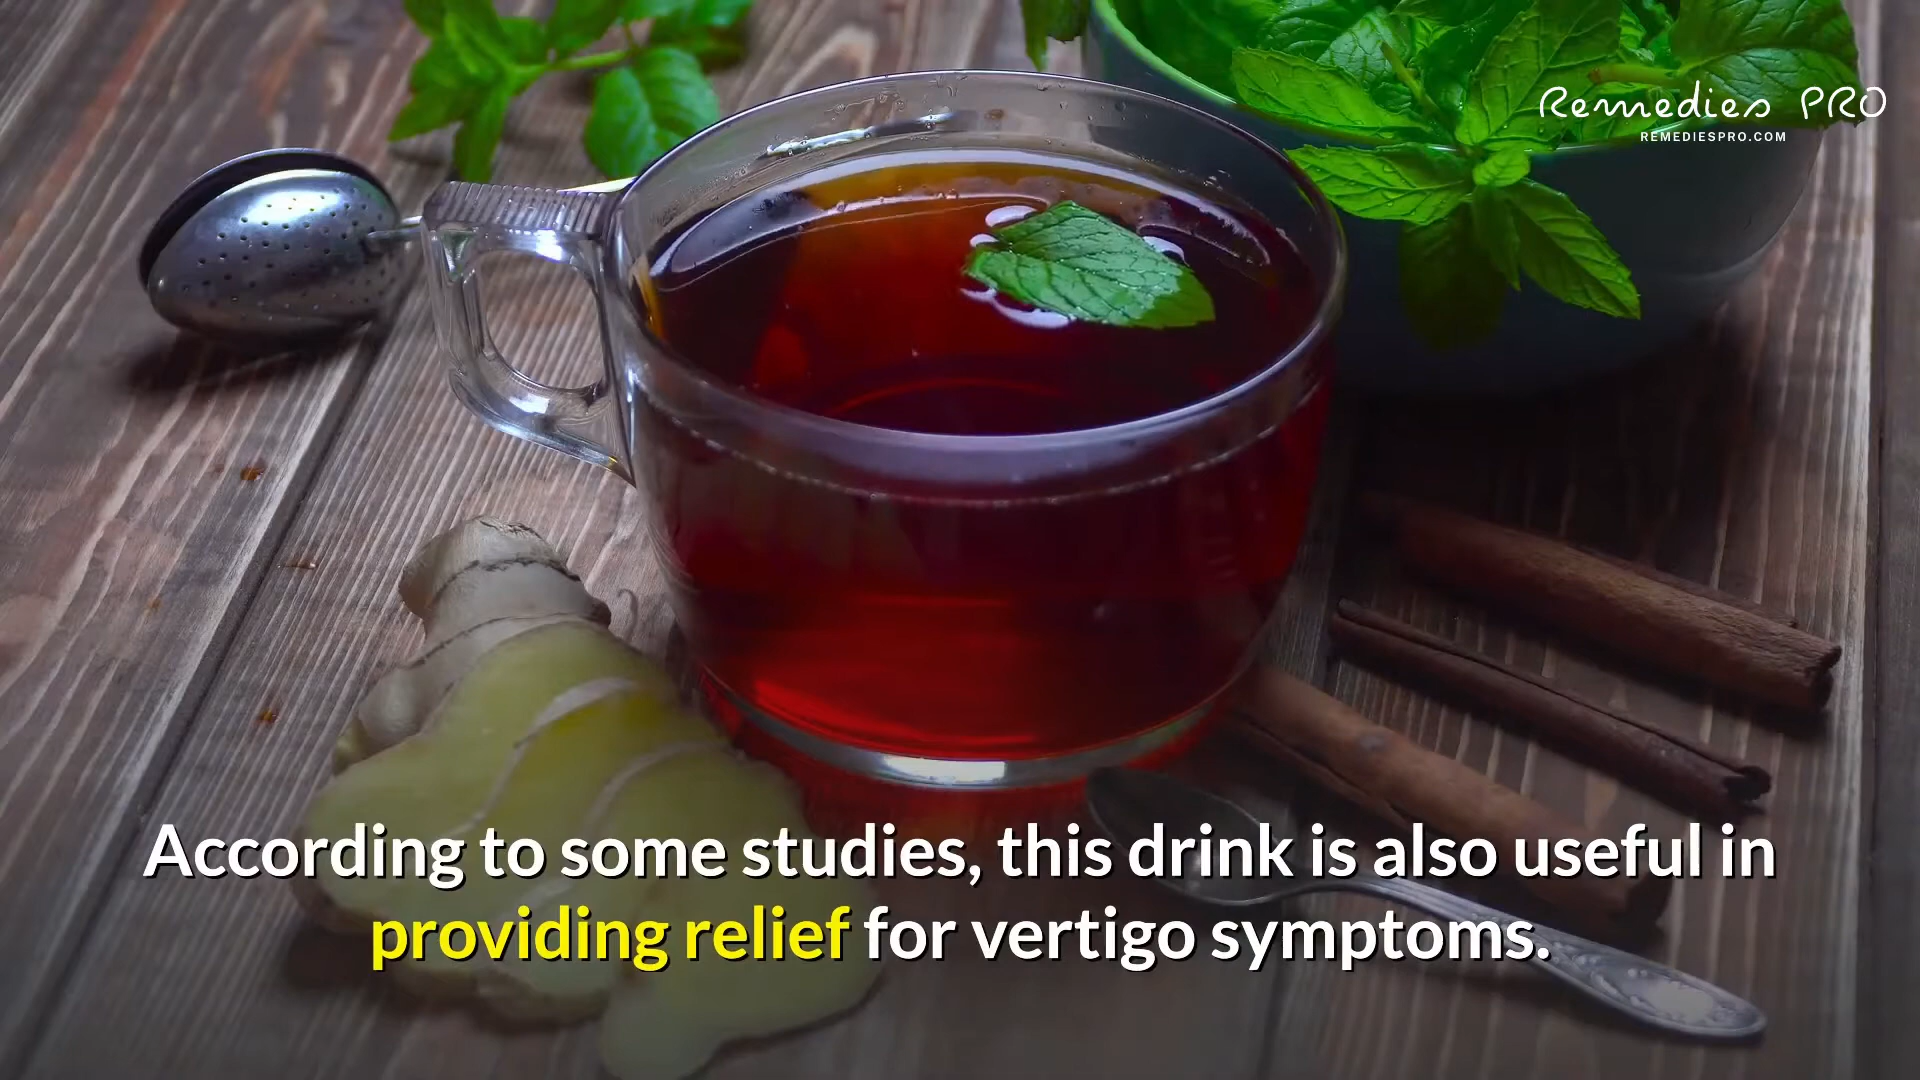 Remedies PRO
REMEDIESPRO.COM
According to some studies, this drink is also useful in
providing relief for vertigo symptoms.